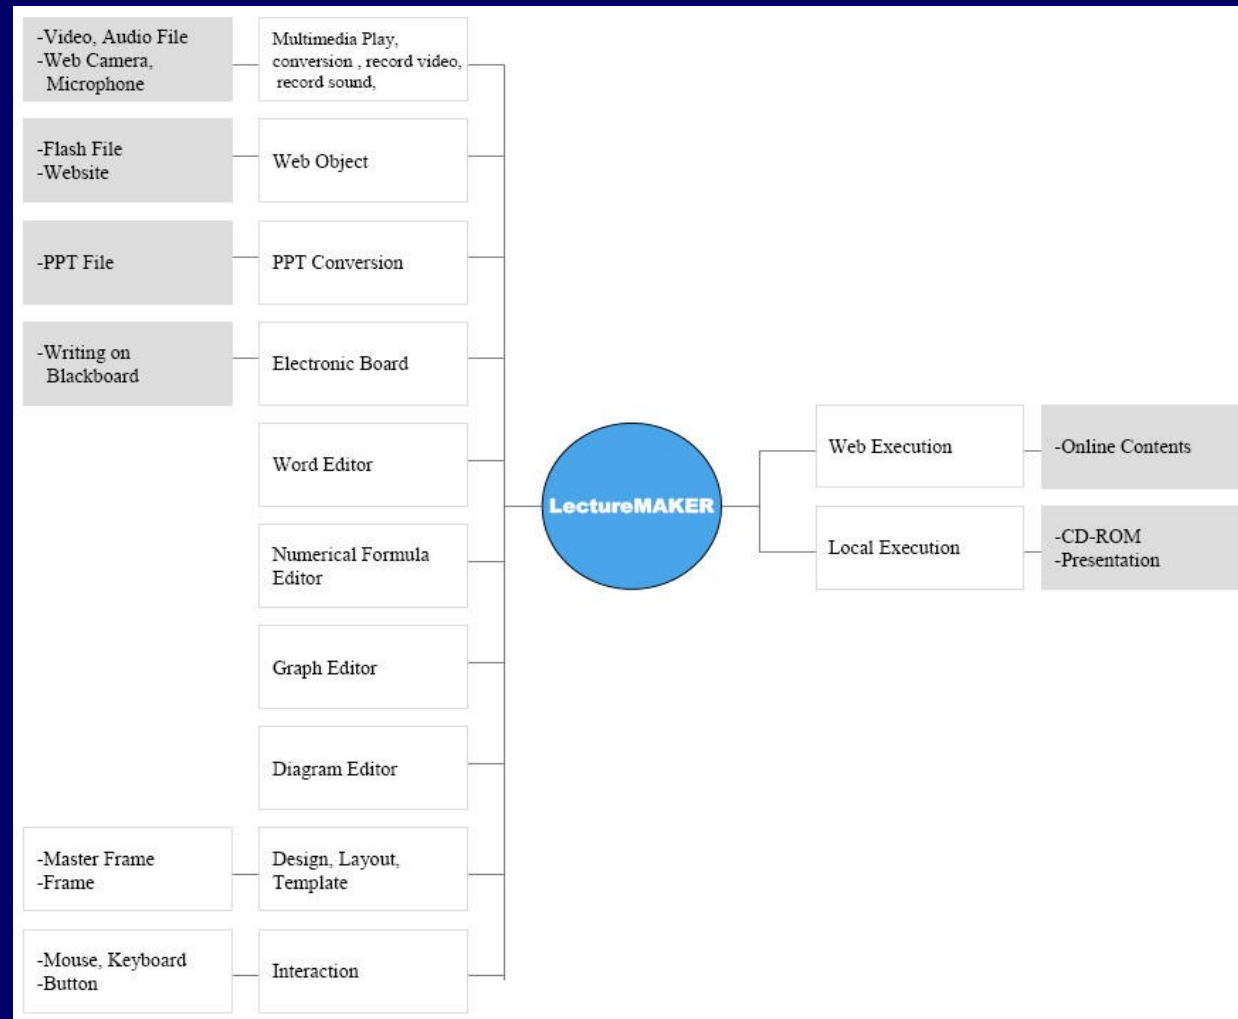 -Video, Audio File
-Web Camera,
Microphone
Multimedia Play,
conversion , record video,
record sound,
-Flash File
-Website
Web Object
-PPT File
PPT Conversion
-Writing on
Blackboard
Electronic Board
Word Editor
Numerical Formula
Editor
Graph Editor
Diagram Editor
-Master Frame
-Frame
Design, Layout,
Template
-Mouse, Keyboard
-Button
Interaction
LectureMAKER
Web Execution
-Online Contents
Local Execution
-CD-ROM
-Presentation